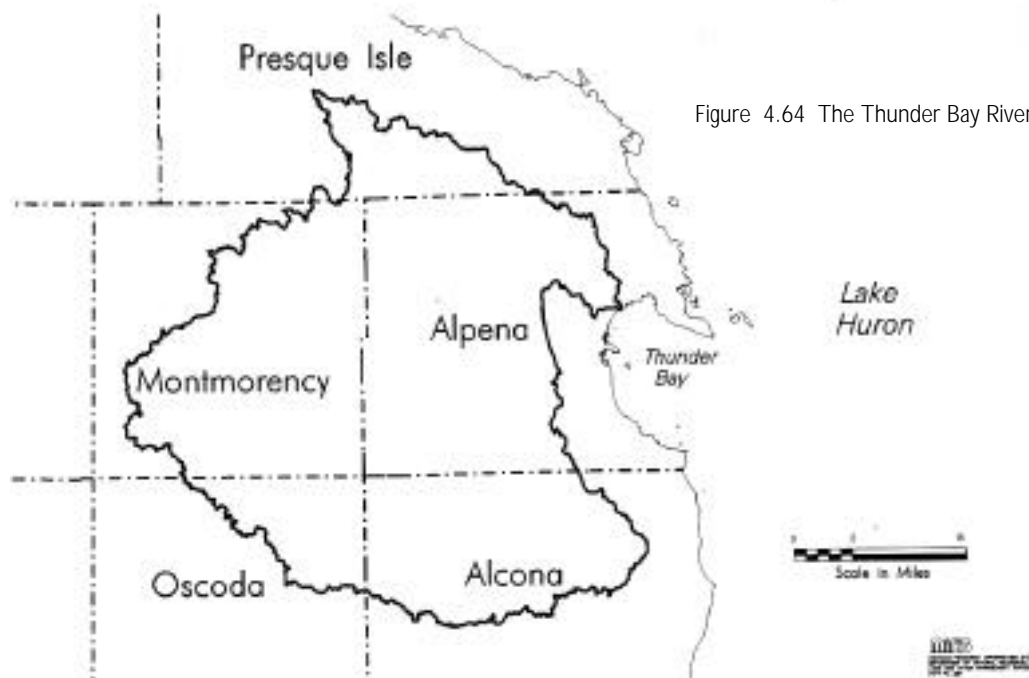 Presque Isle
Figure 4.64 The Thunder Bay River
Lake
Huron
Alpena
Thunder
Bay
Montmorency
Oscoda
Alcona
Scale in Miles